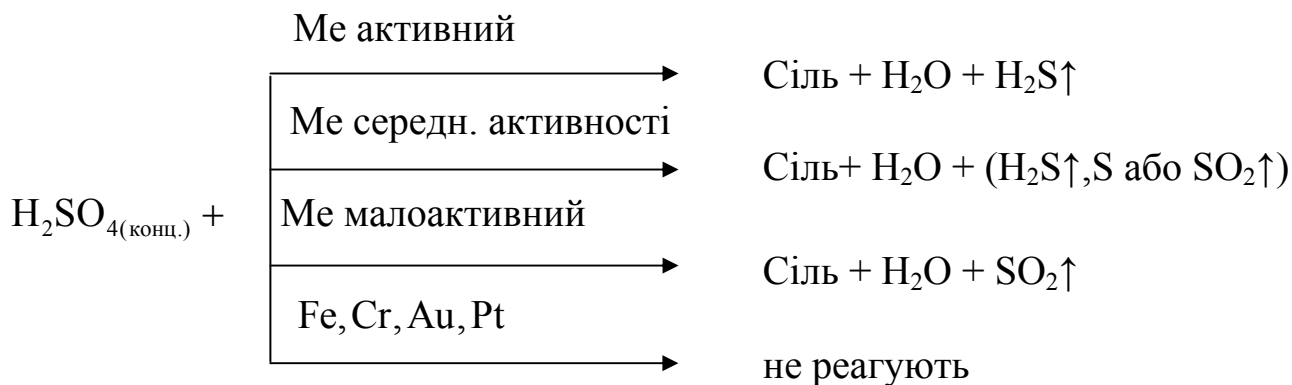 Ме активний
Сіль + H₂O + H₂S↑
Ме середн. активності
Сіль+ H₂O + (H₂S↑,S або SO₂↑)
H₂SO₄(конц.) +
Ме малоактивний
Сіль + H₂O + SO₂↑
Fe, Cr, Au, Pt
не реагують